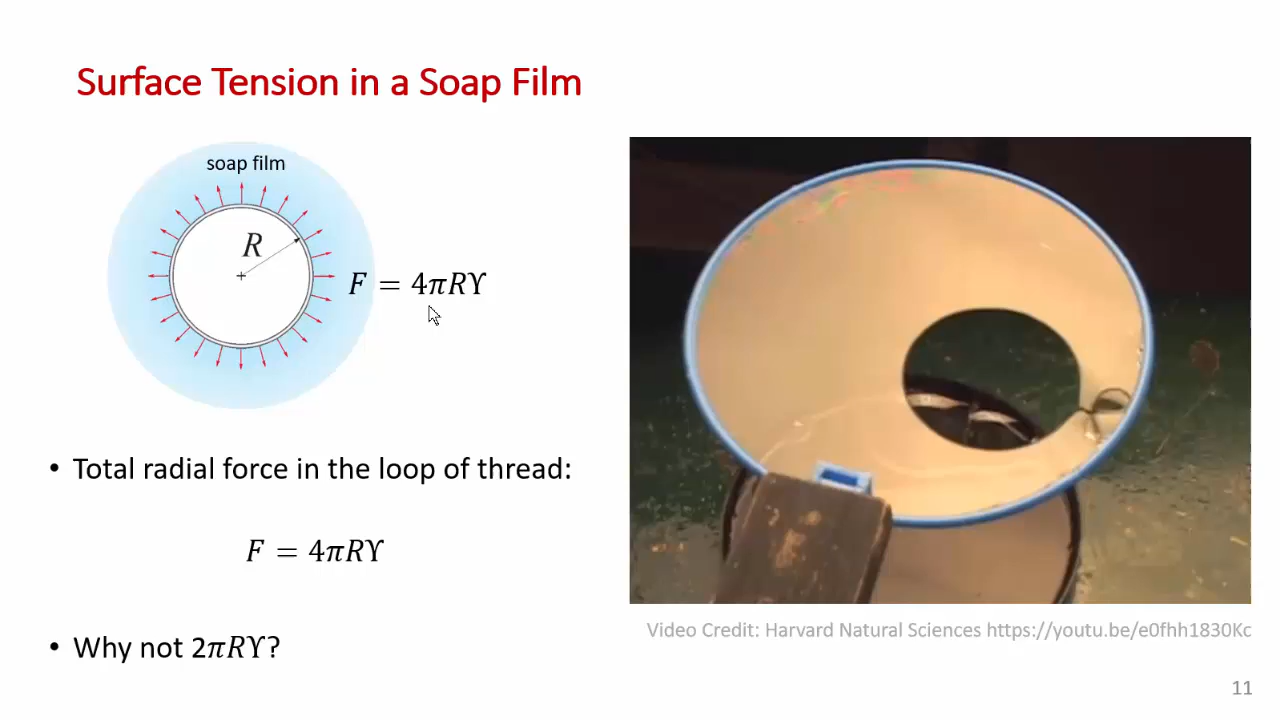 Surface Tension in a Soap Film
soap film
R
F = 4πRϒ
• Total radial force in the loop of thread:
F = 4πRϒ
• Why not 2πRϒ?
Video Credit: Harvard Natural Sciences https://youtu.be/e0fhh1830Kc
11